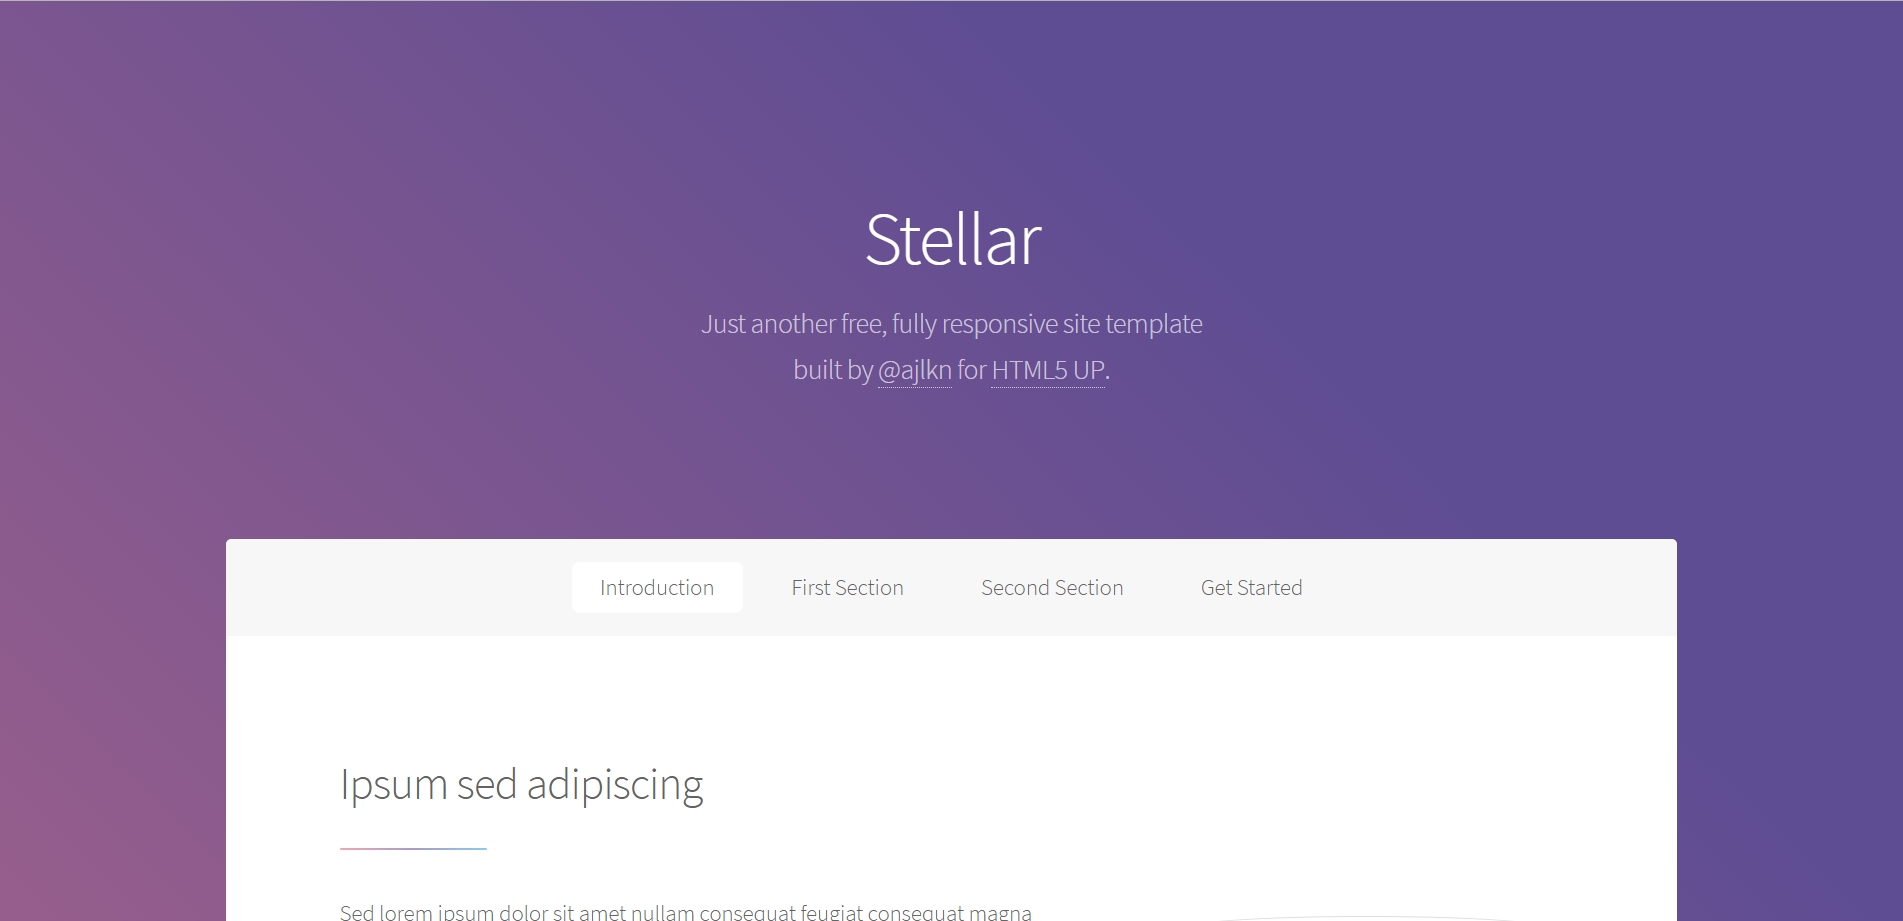 Stellar
Just another free, fully responsive site template
built by @ajlkn for HTML5 UP.
Introduction
First Section
Second Section
Get Started
Ipsum sed adipiscing
Sed lorem ipsum dolor sit amet nullam consequat feugiat consequat magna